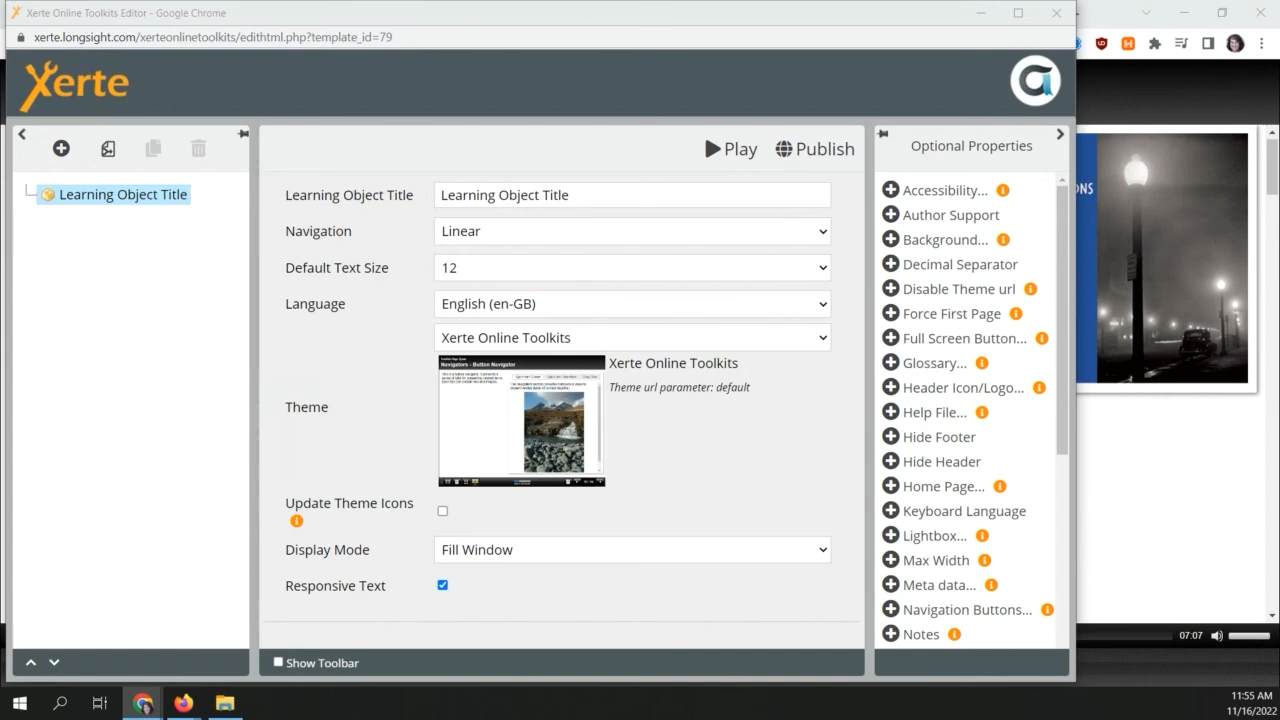 Xerte Online Toolkits Editor - Google Chrome
xerte.longsight.com/xerteonlinetoolkits/edithtml.php?template_id=79
Xerte
Learning Object Title
Play
Publish
Learning Object Title
Learning Object Title
Navigation
Linear
Default Text Size
12
Language
English (en-GB)
Xerte Online Toolkits
Navigators - Button Navigator
Xerte Online Toolkits
Theme url parameter: default
Theme
Update Theme Icons
Display Mode
Fill Window
Responsive Text
Show Toolbar
Optional Properties
Accessibility...
Author Support
Background...
Decimal Separator
Disable Theme url
Force First Page
Full Screen Button...
Glossary...
Header Icon/Logo...
Help File...
Hide Footer
Hide Header
Home Page...
Keyboard Language
Lightbox...
Max Width
Meta data...
Navigation Buttons...
Notes
ONS
07:07
11:55 AM
11/16/2022